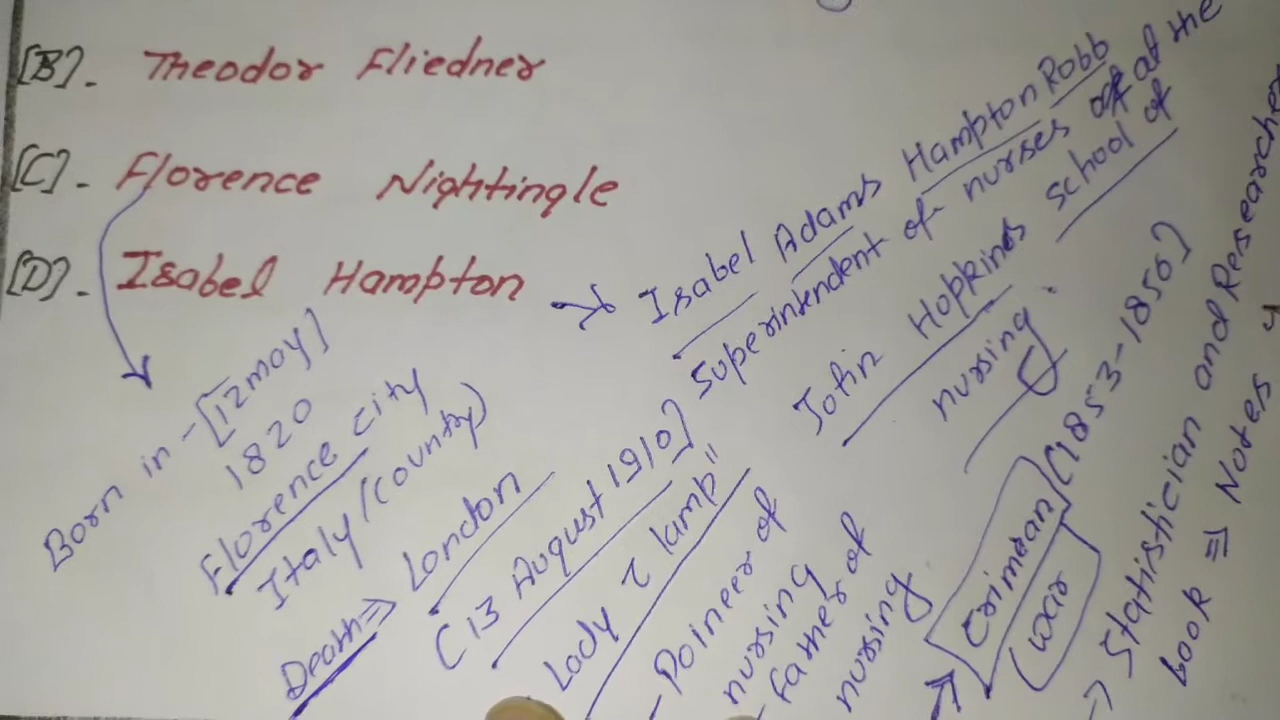 [B]. Theodor Fliedner
[C]. Florence Nightingle
[D]. Isabel Hampton
Isabel Adams Hampton Robb
Superintendent of nurses of at the
John Hopkines school of
nursing.
Born in - [12 may]
1820
Florence city
Italy (country)
Death ⇒ London
(13 August 1910]
Lady τ lamp"
- Poineer of
nursing
- father of
nursing
→ Crimean (1853-1856]
(war
→ Statistician and Researcher
book ⇒ Notes